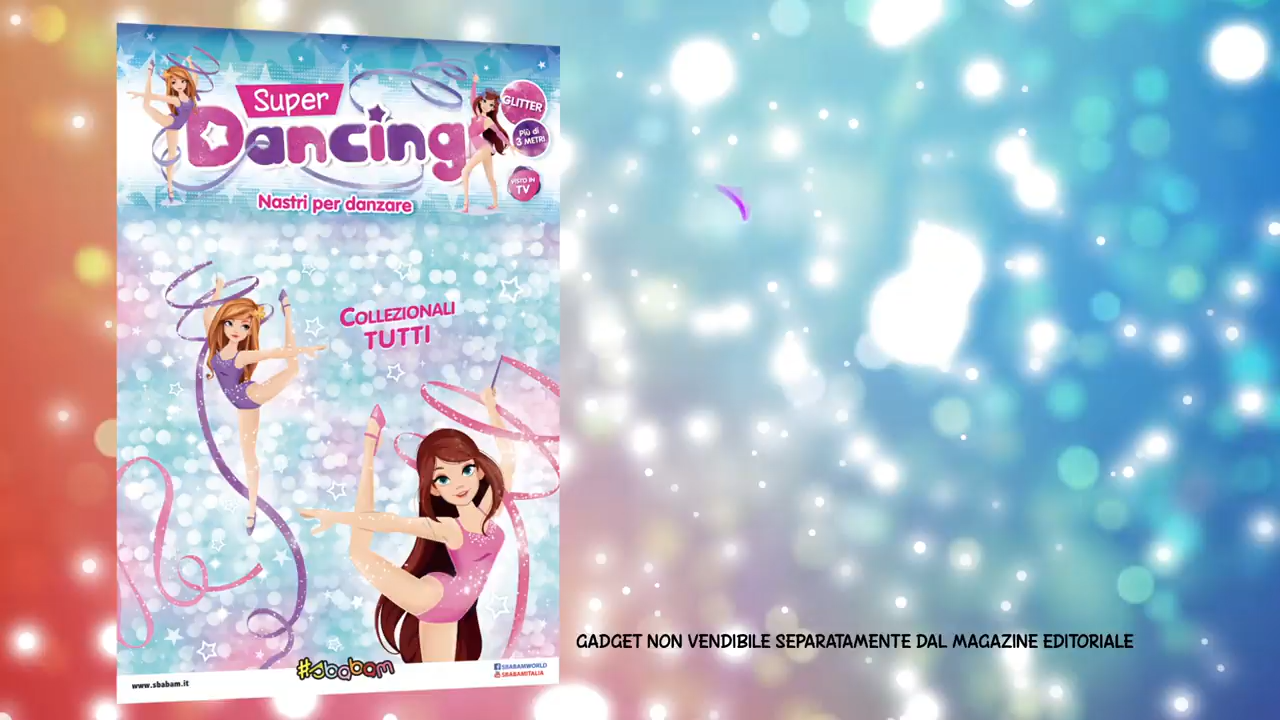 Super
Dancing
Nastri per danzare
GLITTER
Più di
3 METRI
VISTO IN
TV
COLLEZIONALI
TUTTI
#sbabam
www.sbabam.it
SBABAMWORLD
SBABAMITALIA
GADGET NON VENDIBILE SEPARATAMENTE DAL MAGAZINE EDITORIALE